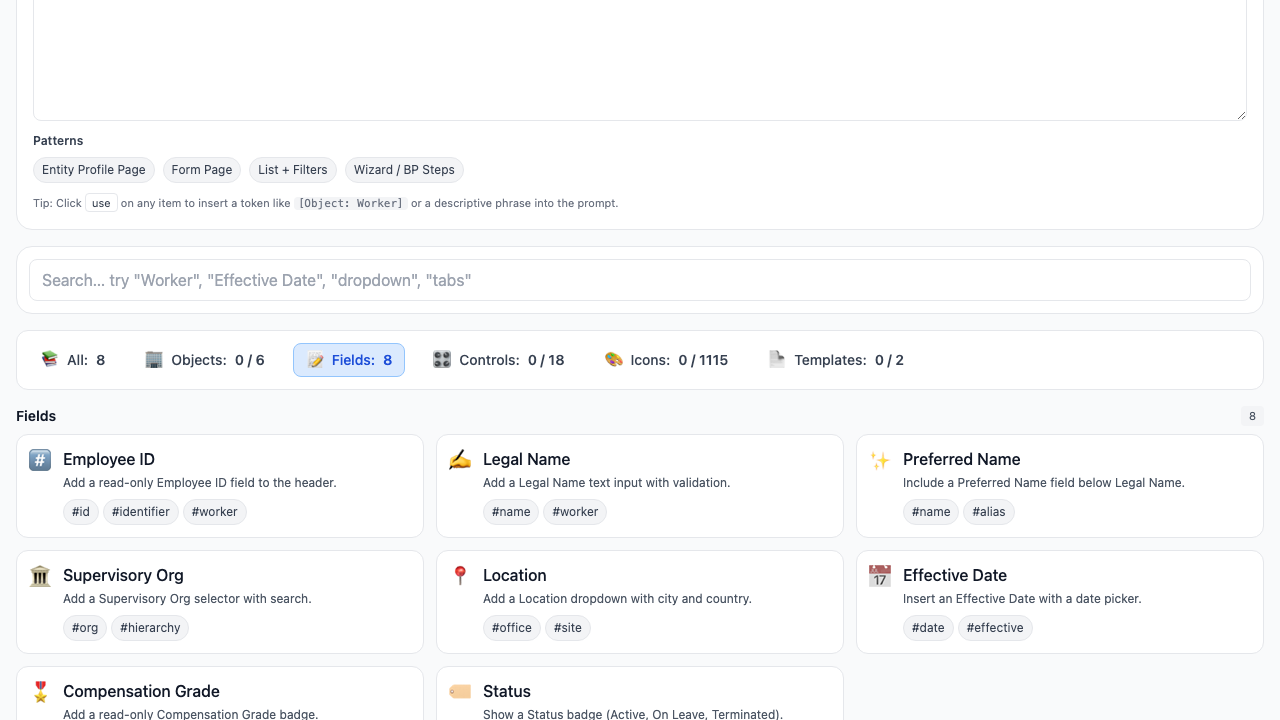 Patterns
Entity Profile Page Form Page List + Filters Wizard / BP Steps
Tip: Click use on any item to insert a token like [Object: Worker] or a descriptive phrase into the prompt.
Search... try "Worker", "Effective Date", "dropdown", "tabs"
All: 8 Objects: 0 / 6 Fields: 8 Controls: 0 / 18 Icons: 0 / 1115 Templates: 0 / 2
Fields 8
# Employee ID
Add a read-only Employee ID field to the header.
#id #identifier #worker
Legal Name
Add a Legal Name text input with validation.
#name #worker
Preferred Name
Include a Preferred Name field below Legal Name.
#name #alias
Supervisory Org
Add a Supervisory Org selector with search.
#org #hierarchy
Location
Add a Location dropdown with city and country.
#office #site
17 Effective Date
Insert an Effective Date with a date picker.
#date #effective
Compensation Grade
Add a read-only Compensation Grade badge.
Status
Show a Status badge (Active, On Leave, Terminated).